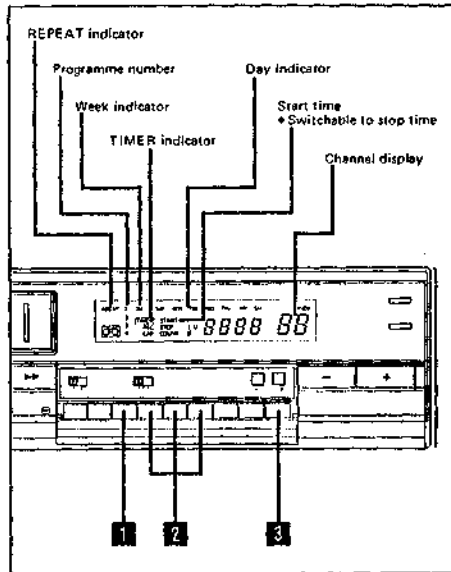 REPEAT indicator
Programme number
Day indicator
Week indicator
Start time
♦ Switchable to stop time
TIMER indicator
Channel display
8888 88
− +
1 2 3